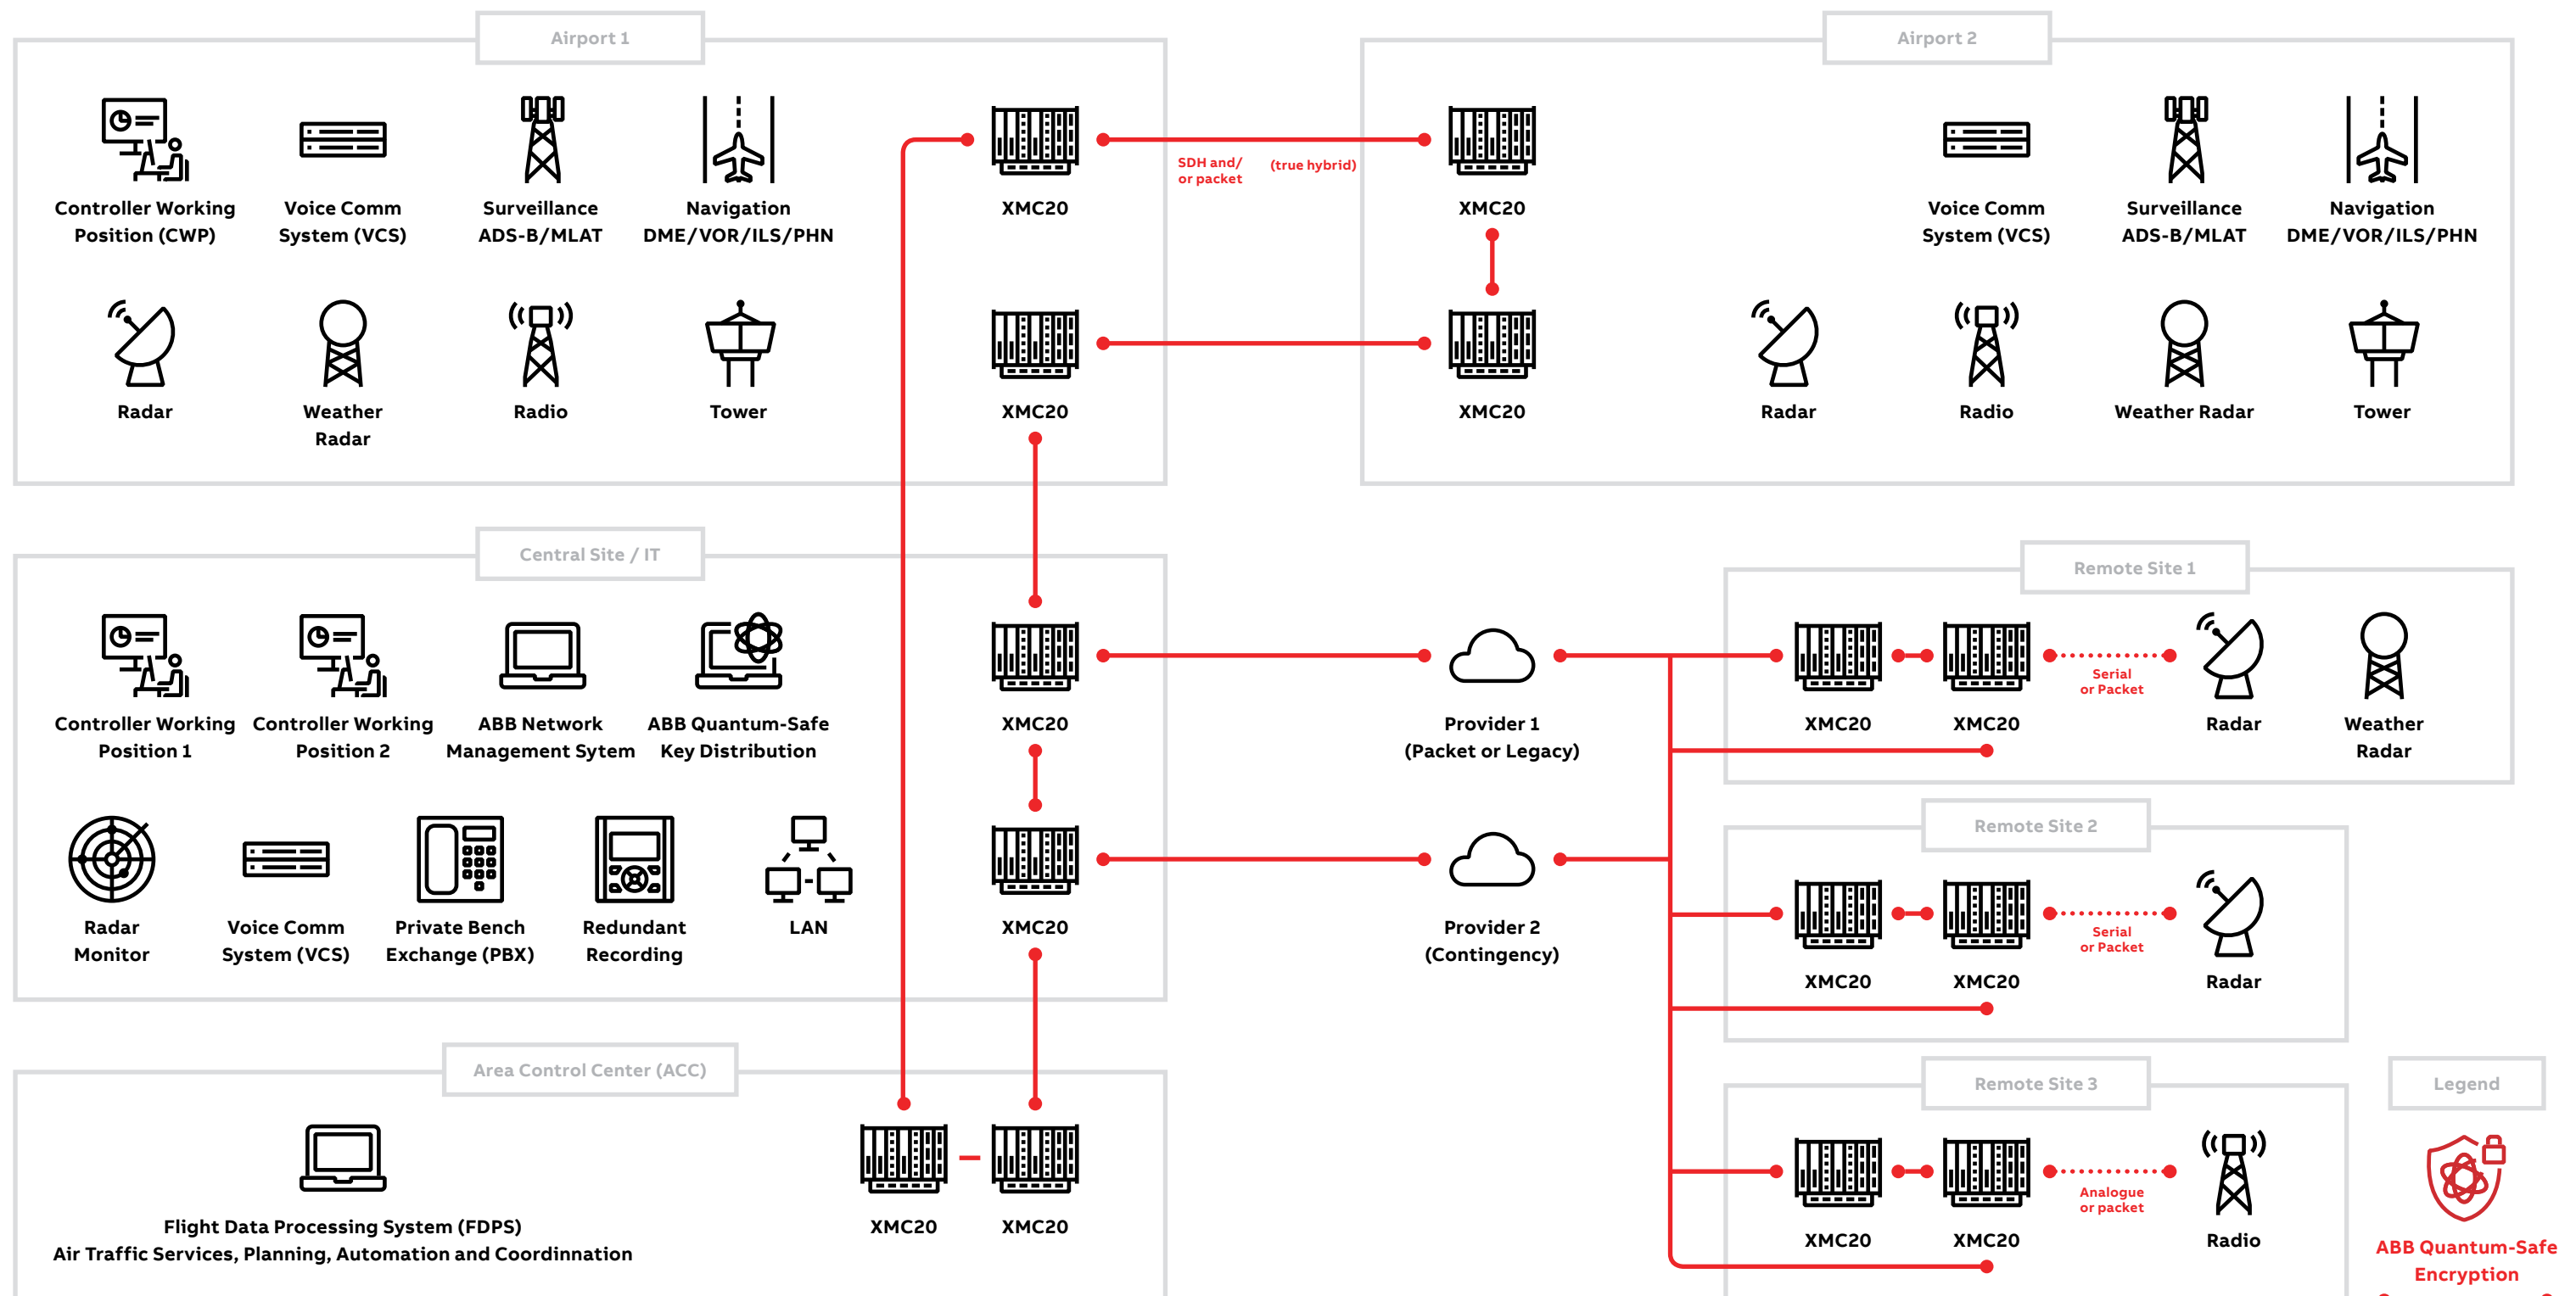 Airport 1
Controller Working
Position (CWP)
Voice Comm
System (VCS)
Surveillance
ADS-B/MLAT
Navigation
DME/VOR/ILS/PHN
XMC20
Radar
Weather
Radar
Radio
Tower
XMC20
SDH and/
or packet
(true hybrid)
Airport 2
XMC20
Voice Comm
System (VCS)
Surveillance
ADS-B/MLAT
Navigation
DME/VOR/ILS/PHN
XMC20
Radar
Radio
Weather Radar
Tower
Central Site / IT
Controller Working
Position 1
Controller Working
Position 2
ABB Network
Management Sytem
ABB Quantum-Safe
Key Distribution
XMC20
Radar
Monitor
Voice Comm
System (VCS)
Private Bench
Exchange (PBX)
Redundant
Recording
LAN
XMC20
Provider 1
(Packet or Legacy)
Provider 2
(Contingency)
Remote Site 1
XMC20
XMC20
Serial
or Packet
Radar
Weather
Radar
Remote Site 2
XMC20
XMC20
Serial
or Packet
Radar
Area Control Center (ACC)
Flight Data Processing System (FDPS)
Air Traffic Services, Planning, Automation and Coordinnation
XMC20
XMC20
Remote Site 3
XMC20
XMC20
Analogue
or packet
Radio
Legend
ABB Quantum-Safe
Encryption